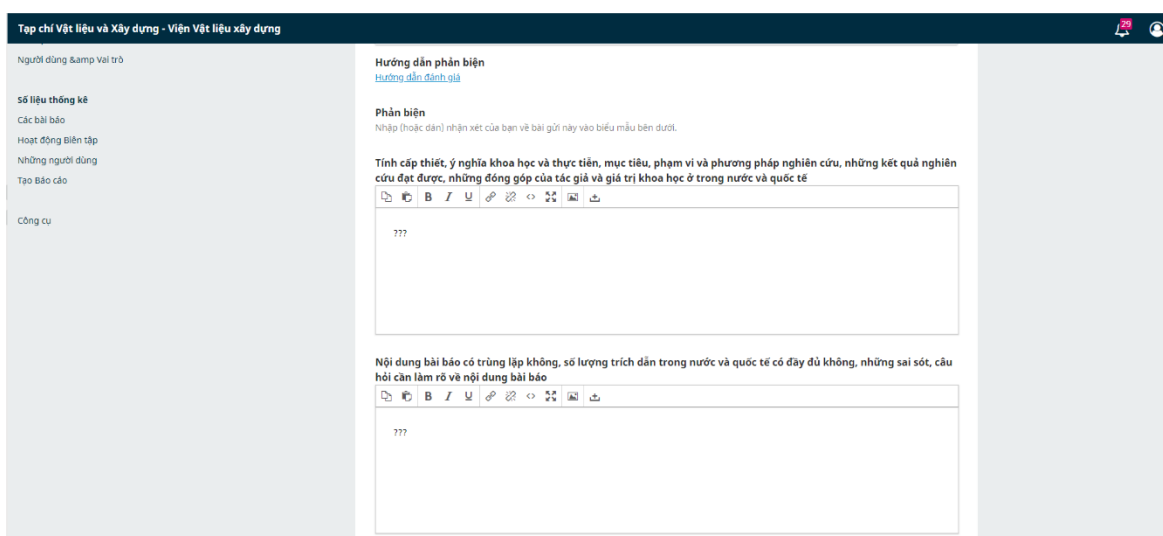 Tạp chí Vật liệu và Xây dựng - Viện Vật liệu xây dựng
29
Người dùng &amp Vai trò
Số liệu thống kê
Các bài báo
Hoạt động Biên tập
Những người dùng
Tạo Báo cáo
Công cụ
Hướng dẫn phản biện
Hướng dẫn đánh giá
Phản biện
Nhập (hoặc dán) nhận xét của bạn về bài gửi này vào biểu mẫu bên dưới.
Tính cấp thiết, ý nghĩa khoa học và thực tiễn, mục tiêu, phạm vi và phương pháp nghiên cứu, những kết quả nghiên
cứu đạt được, những đóng góp của tác giả và giá trị khoa học ở trong nước và quốc tế
B I U
???
Nội dung bài báo có trùng lặp không, số lượng trích dẫn trong nước và quốc tế có đầy đủ không, những sai sót, câu
hỏi cần làm rõ về nội dung bài báo
B I U
???